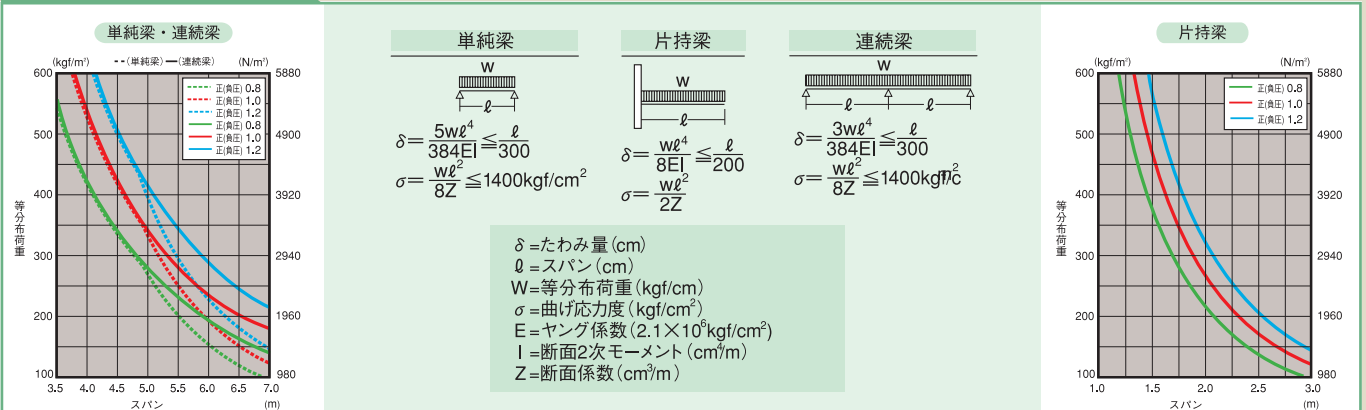 単純梁・連続梁
(kgf/m²) ---(単純梁) ―(連続梁) (N/m²)
600
500
400
300
200
100
5880
4900
3920
2940
1960
980
正(負圧) 0.8
正(負圧) 1.0
正(負圧) 1.2
正(負圧) 0.8
正(負圧) 1.0
正(負圧) 1.2
等分布荷重
3.5 4.0 4.5 5.0 5.5 6.0 6.5 7.0
スパン (m)
単純梁
W
ℓ
δ=5wℓ⁴/384EI≦ℓ/300
σ=wℓ²/8Z≦1400kgf/cm²
片持梁
W
ℓ
δ=wℓ⁴/8EI≦ℓ/200
σ=wℓ²/2Z
連続梁
W
ℓ ℓ
δ=3wℓ⁴/384EI≦ℓ/300
σ=wℓ²/8Z≦1400kgf/cm²
δ=たわみ量(cm)
ℓ=スパン(cm)
W=等分布荷重(kgf/cm)
σ=曲げ応力度(kgf/cm²)
E=ヤング係数(2.1×10⁶kgf/cm²)
I=断面2次モーメント(cm⁴/m)
Z=断面係数(cm³/m)
片持梁
(kgf/m²) (N/m²)
600
500
400
300
200
100
5880
4900
3920
2940
1960
980
正(負圧) 0.8
正(負圧) 1.0
正(負圧) 1.2
等分布荷重
1.0 1.5 2.0 2.5 3.0
スパン (m)